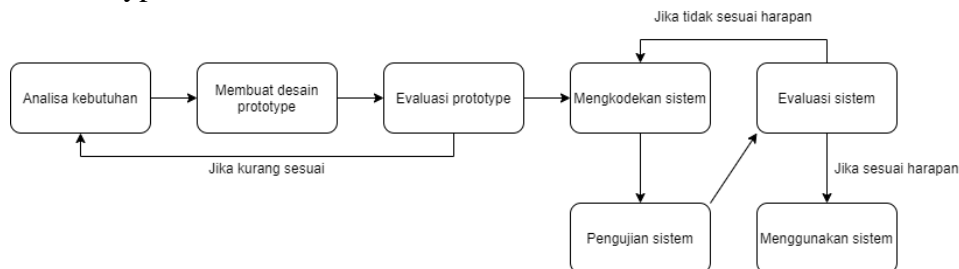 Jika tidak sesuai harapan
Analisa kebutuhan
Membuat desain
prototype
Evaluasi prototype
Mengkodekan sistem
Evaluasi sistem
Jika kurang sesuai
Jika sesuai harapan
Pengujian sistem
Menggunakan sistem